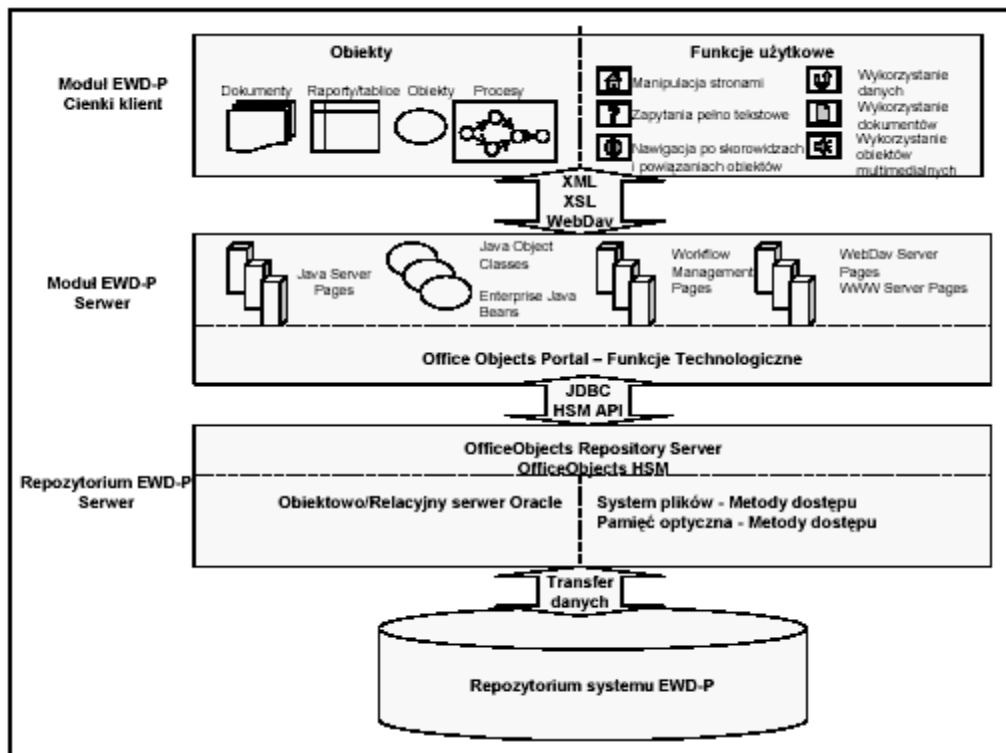 Moduł EWD-P
Cienki klient
Obiekty
Dokumenty
Raporty/tablice
Obiekty
Procesy
Funkcje użytkowe
Manipulacja stronami
?
Zapytania pełno tekstowe
Nawigacja po skorowidzach
i powiązaniach obiektów
Wykorzystanie
danych
Wykorzystanie
dokumentów
Wykorzystanie
obiektów
multimedialnych
XML
XSL
WebDav
Moduł EWD-P
Serwer
Java Server
Pages
Java Object
Classes
Enterprise Java
Beans
Workflow
Management
Pages
WebDav Server
Pages
WWW Server Pages
Office Objects Portal – Funkcje Technologiczne
JDBC
HSM API
Repozytorium EWD-P
Serwer
OfficeObjects Repository Server
OfficeObjects HSM
Obiektowo/Relacyjny serwer Oracle
System plików - Metody dostępu
Pamięć optyczna - Metody dostępu
Transfer
danych
Repozytorium systemu EWD-P